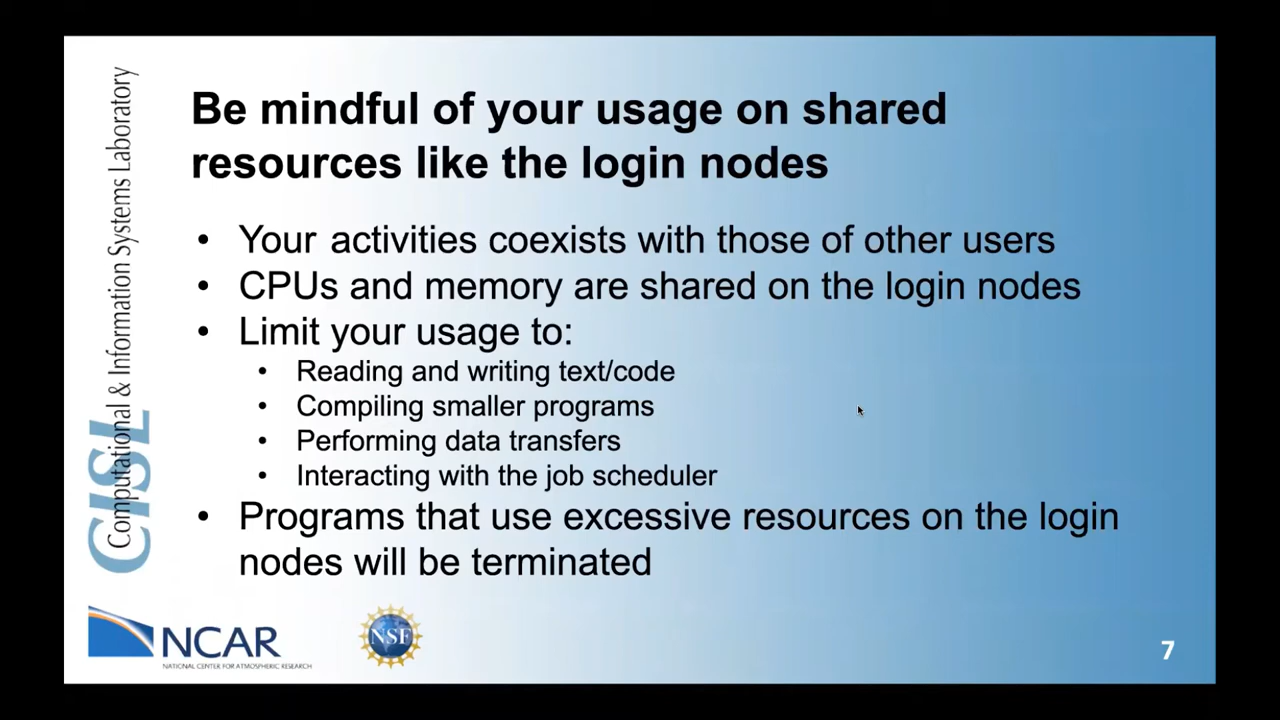 Computational & Information Systems Laboratory
CISL
Be mindful of your usage on shared
resources like the login nodes
• Your activities coexists with those of other users
• CPUs and memory are shared on the login nodes
• Limit your usage to:
• Reading and writing text/code
• Compiling smaller programs
• Performing data transfers
• Interacting with the job scheduler
• Programs that use excessive resources on the login
nodes will be terminated
NCAR
NATIONAL CENTER FOR ATMOSPHERIC RESEARCH
NSF
7